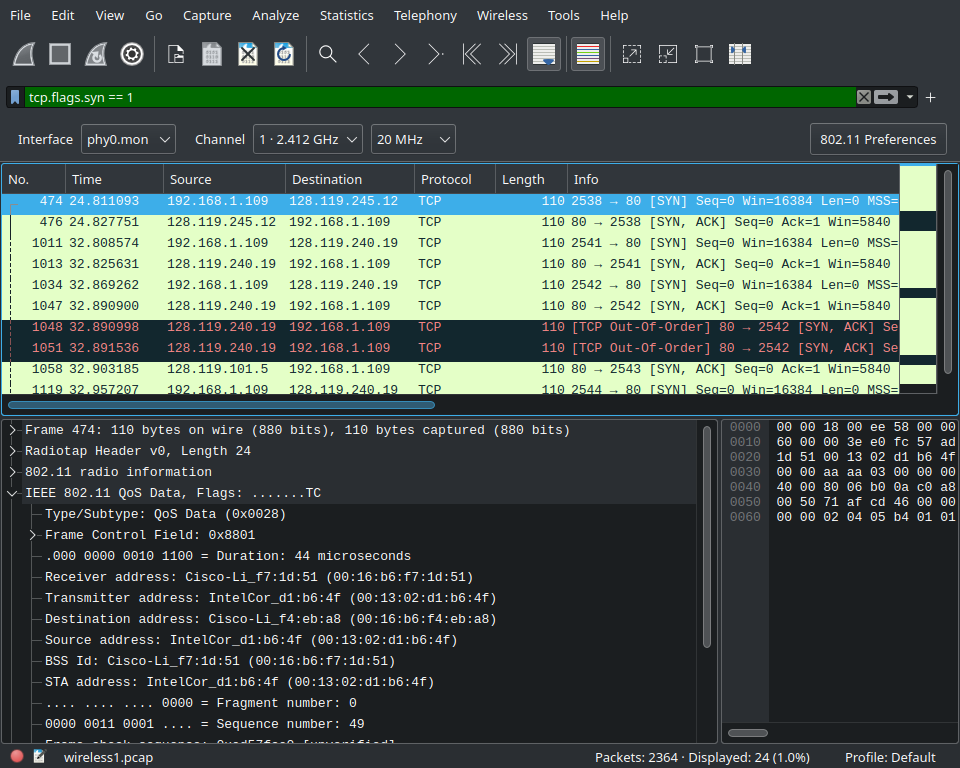 File Edit View Go Capture Analyze Statistics Telephony Wireless Tools Help
tcp.flags.syn == 1
Interface phy0.mon Channel 1 · 2.412 GHz 20 MHz 802.11 Preferences
No. Time Source Destination Protocol Length Info
474 24.811093 192.168.1.109 128.119.245.12 TCP 110 2538 → 80 [SYN] Seq=0 Win=16384 Len=0 MSS=
476 24.827751 128.119.245.12 192.168.1.109 TCP 110 80 → 2538 [SYN, ACK] Seq=0 Ack=1 Win=5840
1011 32.808574 192.168.1.109 128.119.240.19 TCP 110 2541 → 80 [SYN] Seq=0 Win=16384 Len=0 MSS=
1013 32.825631 128.119.240.19 192.168.1.109 TCP 110 80 → 2541 [SYN, ACK] Seq=0 Ack=1 Win=5840
1034 32.869262 192.168.1.109 128.119.240.19 TCP 110 2542 → 80 [SYN] Seq=0 Win=16384 Len=0 MSS=
1047 32.890900 128.119.240.19 192.168.1.109 TCP 110 80 → 2542 [SYN, ACK] Seq=0 Ack=1 Win=5840
1048 32.890998 128.119.240.19 192.168.1.109 TCP 110 [TCP Out-Of-Order] 80 → 2542 [SYN, ACK] Se
1051 32.891536 128.119.240.19 192.168.1.109 TCP 110 [TCP Out-Of-Order] 80 → 2542 [SYN, ACK] Se
1058 32.903185 128.119.101.5 192.168.1.109 TCP 110 80 → 2543 [SYN, ACK] Seq=0 Ack=1 Win=5840
1119 32.957207 192.168.1.109 128.119.240.19 TCP 110 2544 → 80 [SYN] Seq=0 Win=16384 Len=0 MSS=
Frame 474: 110 bytes on wire (880 bits), 110 bytes captured (880 bits)
Radiotap Header v0, Length 24
802.11 radio information
IEEE 802.11 QoS Data, Flags: .......TC
Type/Subtype: QoS Data (0x0028)
Frame Control Field: 0x8801
.000 0000 0010 1100 = Duration: 44 microseconds
Receiver address: Cisco-Li_f7:1d:51 (00:16:b6:f7:1d:51)
Transmitter address: IntelCor_d1:b6:4f (00:13:02:d1:b6:4f)
Destination address: Cisco-Li_f4:eb:a8 (00:16:b6:f4:eb:a8)
Source address: IntelCor_d1:b6:4f (00:13:02:d1:b6:4f)
BSS Id: Cisco-Li_f7:1d:51 (00:16:b6:f7:1d:51)
STA address: IntelCor_d1:b6:4f (00:13:02:d1:b6:4f)
.... .... .... 0000 = Fragment number: 0
0000 0011 0001 .... = Sequence number: 49
0000 00 00 18 00 ee 58 00 00
0010 60 00 00 3e e0 fc 57 ad
0020 1d 51 00 13 02 d1 b6 4f
0030 00 00 aa aa 03 00 00 00
0040 40 00 80 06 b0 0a c0 a8
0050 00 50 71 af cd 46 00 00
0060 00 00 02 04 05 b4 01 01
wireless1.pcap Packets: 2364 · Displayed: 24 (1.0%) Profile: Default